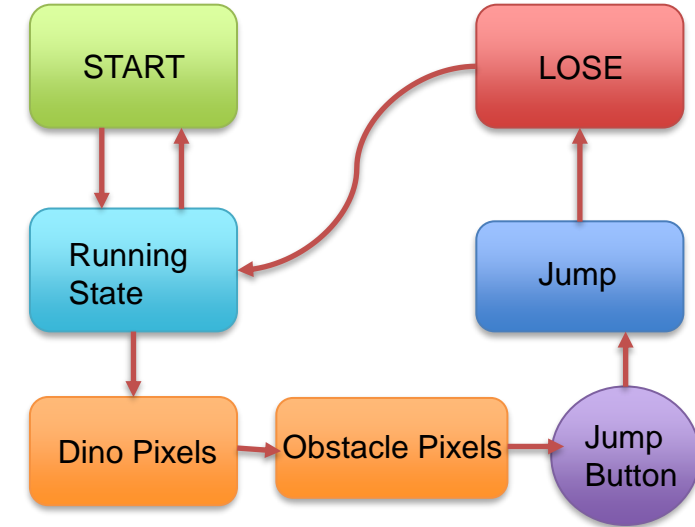 START
LOSE
Running
State
Jump
Dino Pixels
Obstacle Pixels
Jump
Button